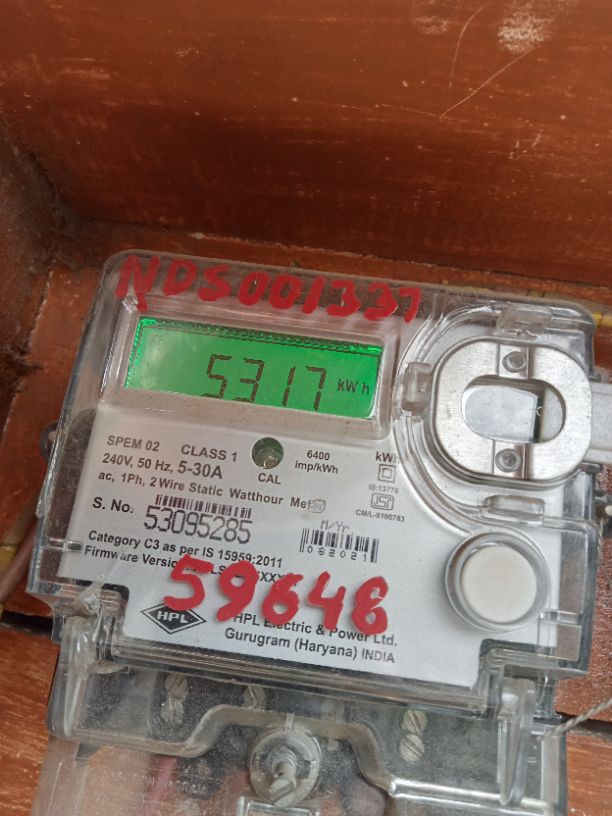 NDS001337
5317 kWh
SPEM 02 CLASS 1 6400 kWh
240V, 50 Hz, 5-30A CAL imp/kWh
ac, 1Ph, 2 Wire Static Watthour
IS:13779
CM/L-9190783
S. No. 53095285
M/Yr
082021
Category C3 as per IS 15959:2011
Firmware
59648
HPL
HPL Electric & Power Ltd.
Gurugram (Haryana) INDIA